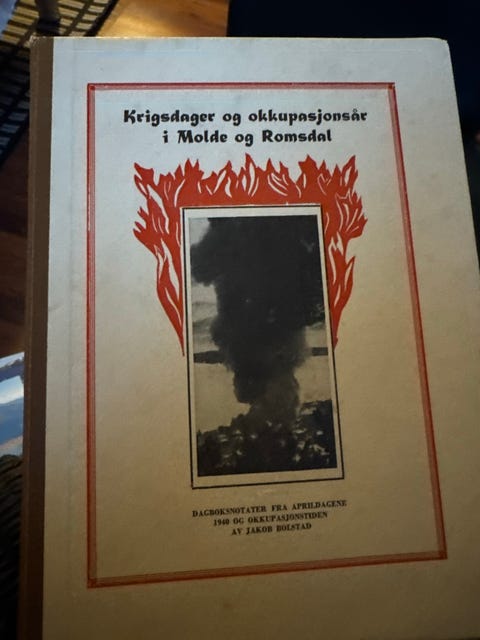 Krigsdager og okkupasjonsår
i Molde og Romsdal
DAGBOKSNOTATER FRA APRILDAGENE
1940 OG OKKUPASJONSTIDEN
AV JAKOB BOLSTAD